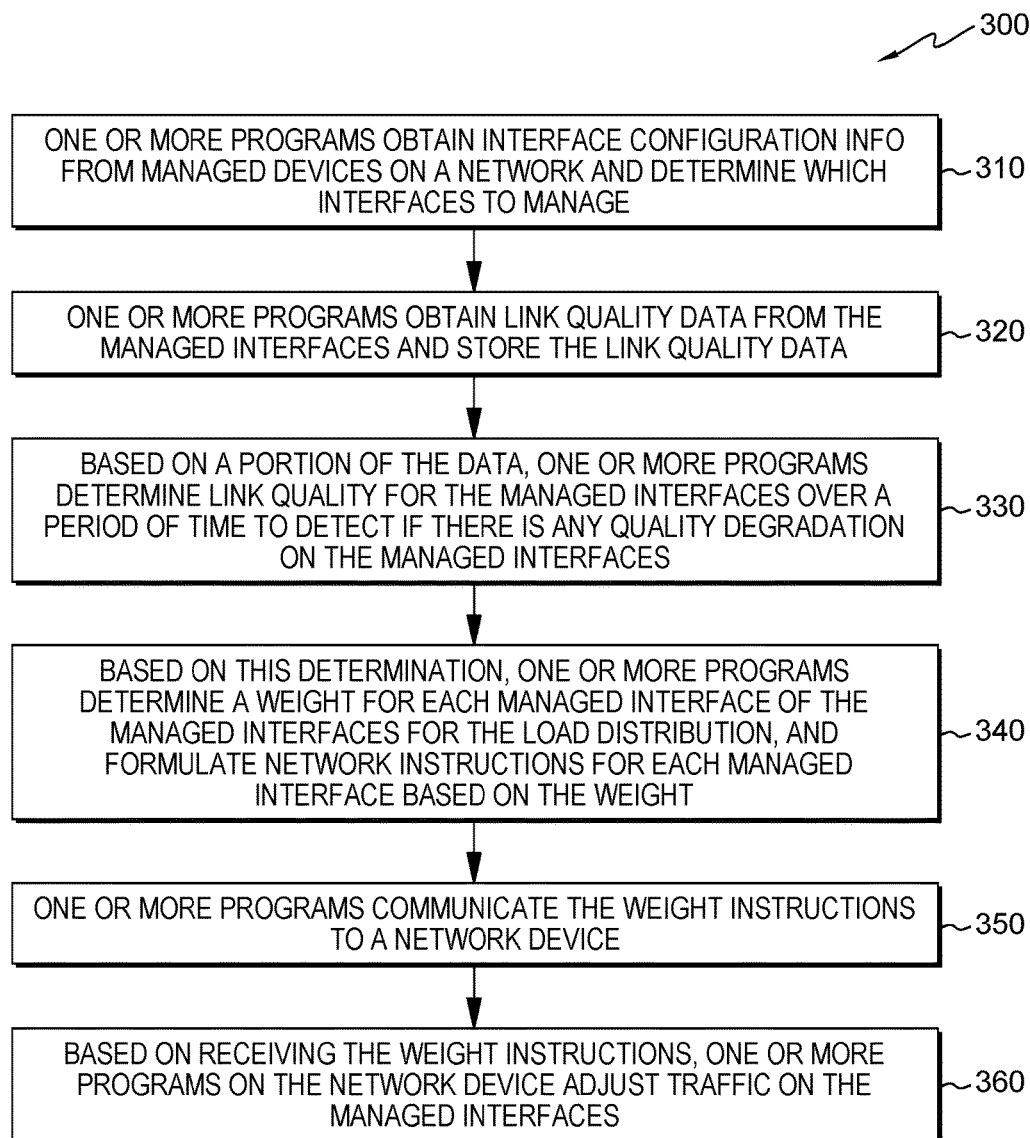 300
ONE OR MORE PROGRAMS OBTAIN INTERFACE CONFIGURATION INFO
FROM MANAGED DEVICES ON A NETWORK AND DETERMINE WHICH
INTERFACES TO MANAGE
310
ONE OR MORE PROGRAMS OBTAIN LINK QUALITY DATA FROM THE
MANAGED INTERFACES AND STORE THE LINK QUALITY DATA
320
BASED ON A PORTION OF THE DATA, ONE OR MORE PROGRAMS
DETERMINE LINK QUALITY FOR THE MANAGED INTERFACES OVER A
PERIOD OF TIME TO DETECT IF THERE IS ANY QUALITY DEGRADATION
ON THE MANAGED INTERFACES
330
BASED ON THIS DETERMINATION, ONE OR MORE PROGRAMS
DETERMINE A WEIGHT FOR EACH MANAGED INTERFACE OF THE
MANAGED INTERFACES FOR THE LOAD DISTRIBUTION, AND
FORMULATE NETWORK INSTRUCTIONS FOR EACH MANAGED
INTERFACE BASED ON THE WEIGHT
340
ONE OR MORE PROGRAMS COMMUNICATE THE WEIGHT INSTRUCTIONS
TO A NETWORK DEVICE
350
BASED ON RECEIVING THE WEIGHT INSTRUCTIONS, ONE OR MORE
PROGRAMS ON THE NETWORK DEVICE ADJUST TRAFFIC ON THE
MANAGED INTERFACES
360